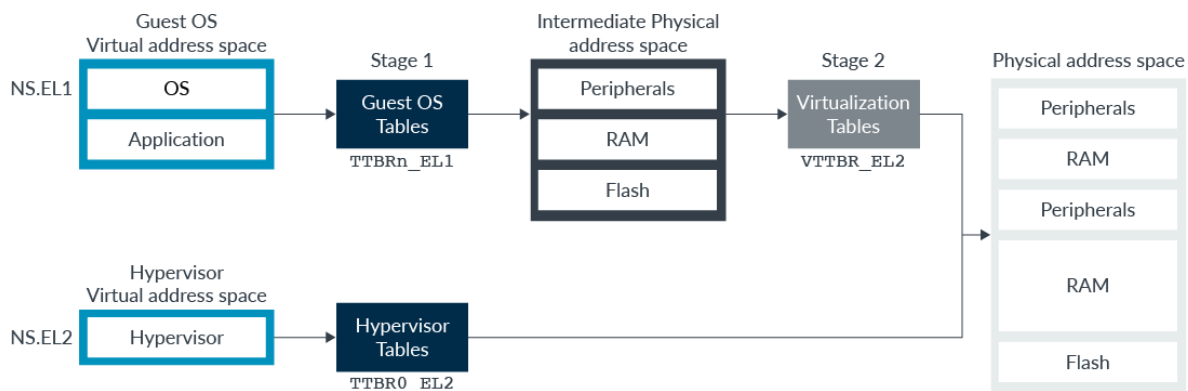 Guest OS
Virtual address space
NS.EL1
OS
Application
Stage 1
Guest OS
Tables
TTBRn_EL1
Intermediate Physical
address space
Peripherals
RAM
Flash
Stage 2
Virtualization
Tables
VTTBR_EL2
Physical address space
Peripherals
RAM
Peripherals
RAM
Flash
Hypervisor
Virtual address space
NS.EL2
Hypervisor
Hypervisor
Tables
TTBR0_EL2